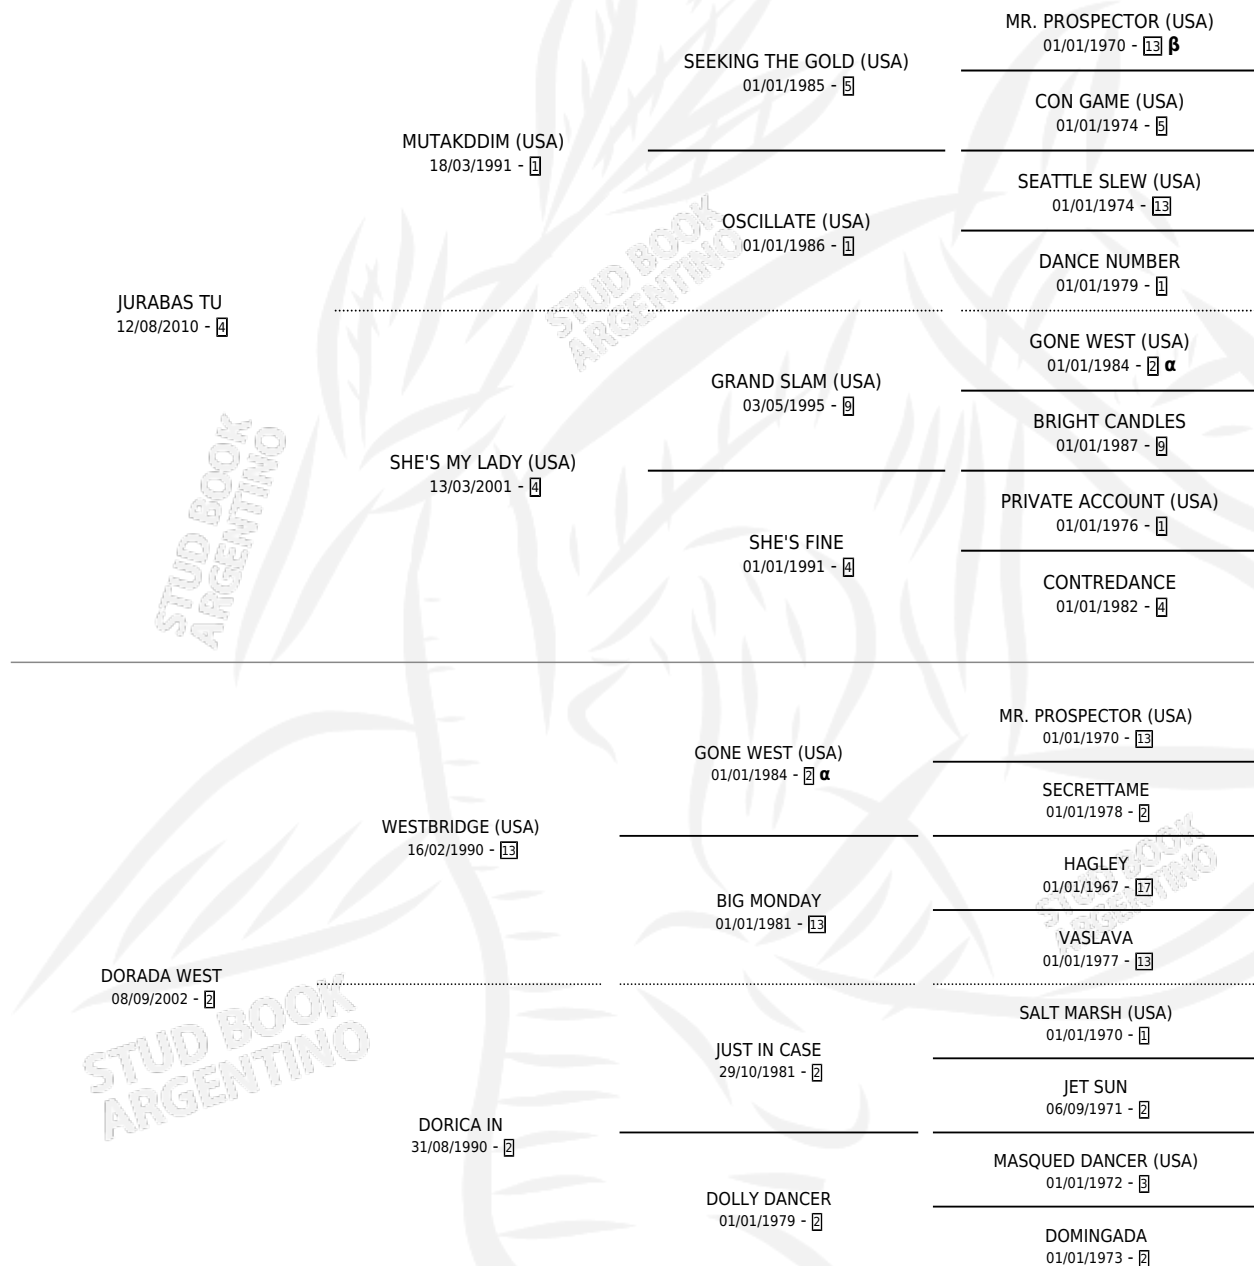 MR. PROSPECTOR (USA)
01/01/1970 - 13 β
SEEKING THE GOLD (USA)
01/01/1985 - 5
CON GAME (USA)
01/01/1974 - 5
MUTAKDDIM (USA)
18/03/1991 - 1
SEATTLE SLEW (USA)
01/01/1974 - 13
OSCILLATE (USA)
01/01/1986 - 1
DANCE NUMBER
01/01/1979 - 1
JURABAS TU
12/08/2010 - 4
GONE WEST (USA)
01/01/1984 - 2 α
GRAND SLAM (USA)
03/05/1995 - 9
BRIGHT CANDLES
01/01/1987 - 9
SHE'S MY LADY (USA)
13/03/2001 - 4
PRIVATE ACCOUNT (USA)
01/01/1976 - 1
SHE'S FINE
01/01/1991 - 4
CONTREDANCE
01/01/1982 - 4
MR. PROSPECTOR (USA)
01/01/1970 - 13
GONE WEST (USA)
01/01/1984 - 2 α
SECRETTAME
01/01/1978 - 2
WESTBRIDGE (USA)
16/02/1990 - 13
HAGLEY
01/01/1967 - 17
BIG MONDAY
01/01/1981 - 13
VASLAVA
01/01/1977 - 13
DORADA WEST
08/09/2002 - 2
SALT MARSH (USA)
01/01/1970 - 1
JUST IN CASE
29/10/1981 - 2
JET SUN
06/09/1971 - 2
DORICA IN
31/08/1990 - 2
MASQUED DANCER (USA)
01/01/1972 - 3
DOLLY DANCER
01/01/1979 - 2
DOMINGADA
01/01/1973 - 2
STUD BOOK
ARGENTINO
STUD BOOK
ARGENTINO
STUD BOOK
ARGENTINO
STUD BOOK
ARGENTINO